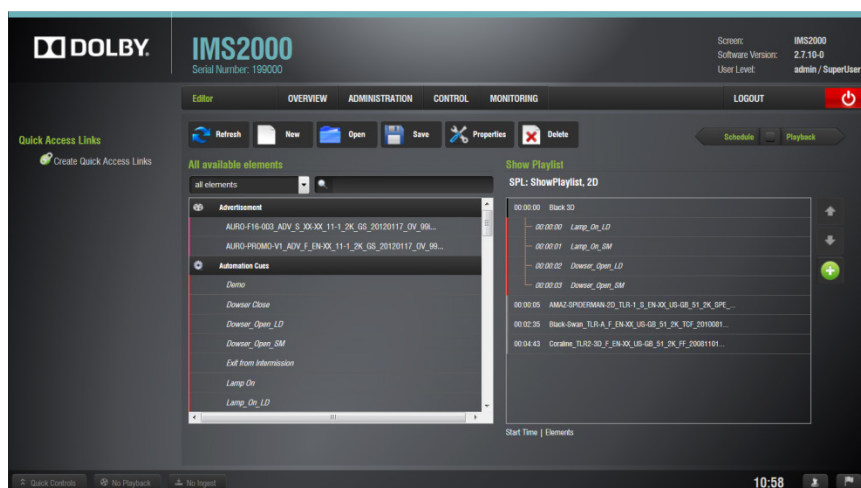 DOLBY.
IMS2000
Serial Number: 199000
Screen: IMS2000
Software Version: 2.7.10-0
User Level: admin / SuperUser
Editor OVERVIEW ADMINISTRATION CONTROL MONITORING LOGOUT
Quick Access Links
Create Quick Access Links
Refresh New Open Save Properties Delete
Schedule Playback
All available elements
all elements
Advertisement
AURO-F16-003_ADV_S_XX-XX_11-1_2K_GS_20120117_OV_99...
AURO-PROMO-V1_ADV_F_EN-XX_11-1_2K_GS_20120117_OV_99...
Automation Cues
Demo
Dowser Close
Dowser_Open_LD
Dowser_Open_SM
Exit from Intermission
Lamp On
Lamp_On_LD
Show Playlist
SPL: ShowPlaylist, 2D
00:00:00 Black 3D
00:00:00 Lamp_On_LD
00:00:01 Lamp_On_SM
00:00:02 Dowser_Open_LD
00:00:03 Dowser_Open_SM
00:00:05 AMAZ-SPIDERMAN-2D_TLR-1_S_EN-XX_US-GB_51_2K_SPE_...
00:02:35 Black-Swan_TLR-A_F_EN-XX_US-GB_51_2K_TCF_2010081...
00:04:43 Coraline_TLR2-3D_F_EN-XX_US-GB_51_2K_FF_20081101...
Start Time | Elements
Quick Controls No Playback No Ingest 10:58